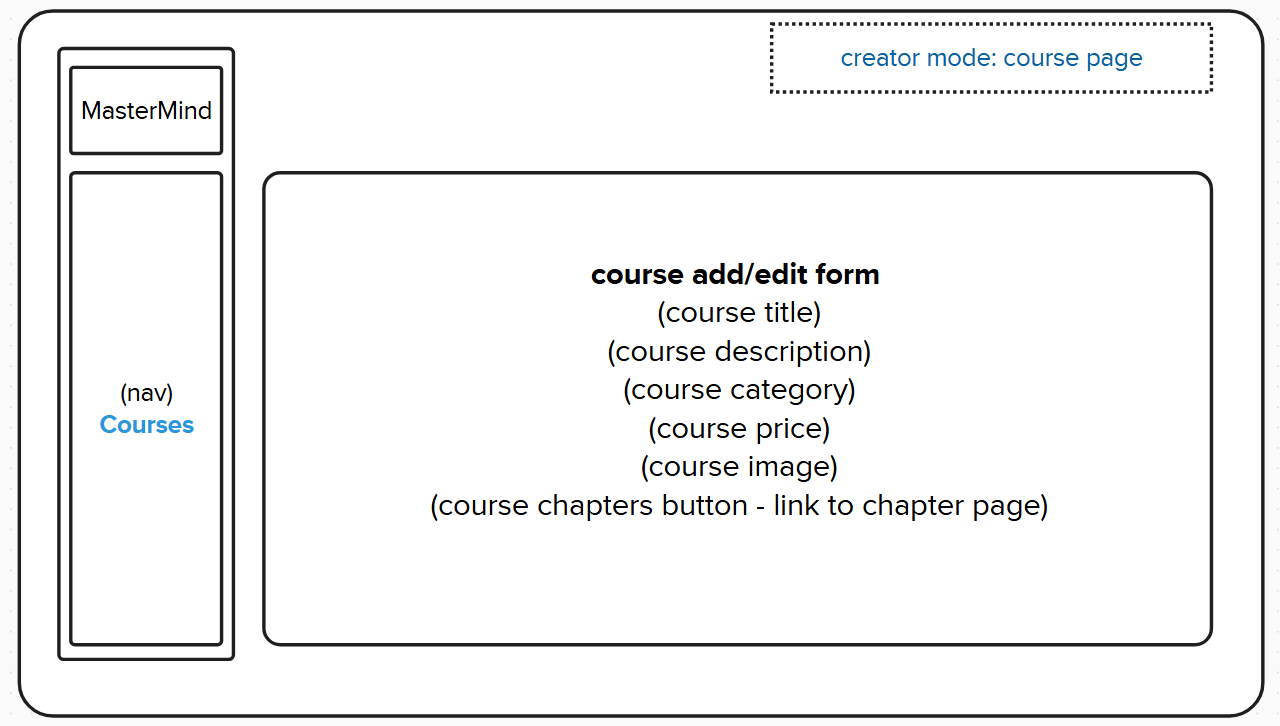 creator mode: course page
MasterMind
(nav)
Courses
course add/edit form
(course title)
(course description)
(course category)
(course price)
(course image)
(course chapters button - link to chapter page)